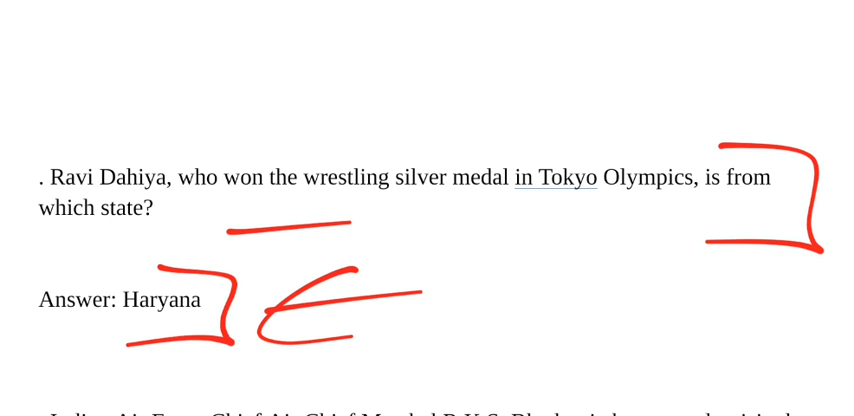 . Ravi Dahiya, who won the wrestling silver medal in Tokyo Olympics, is from
which state?
Answer: Haryana